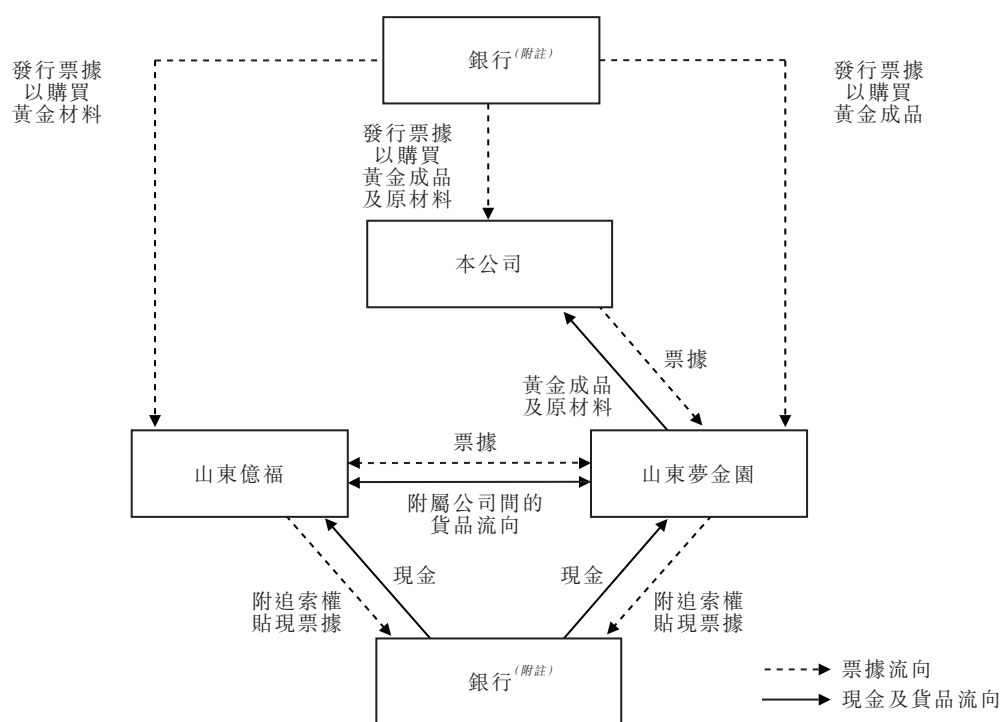 銀行(附註)
發行票據
以購買
黃金材料
發行票據
以購買
黃金成品
發行票據
以購買
黃金成品
及原材料
本公司
票據
黃金成品
及原材料
山東億福
票據
山東夢金園
附屬公司間的
貨品流向
現金
現金
附追索權
貼現票據
附追索權
貼現票據
銀行(附註)
票據流向
現金及貨品流向